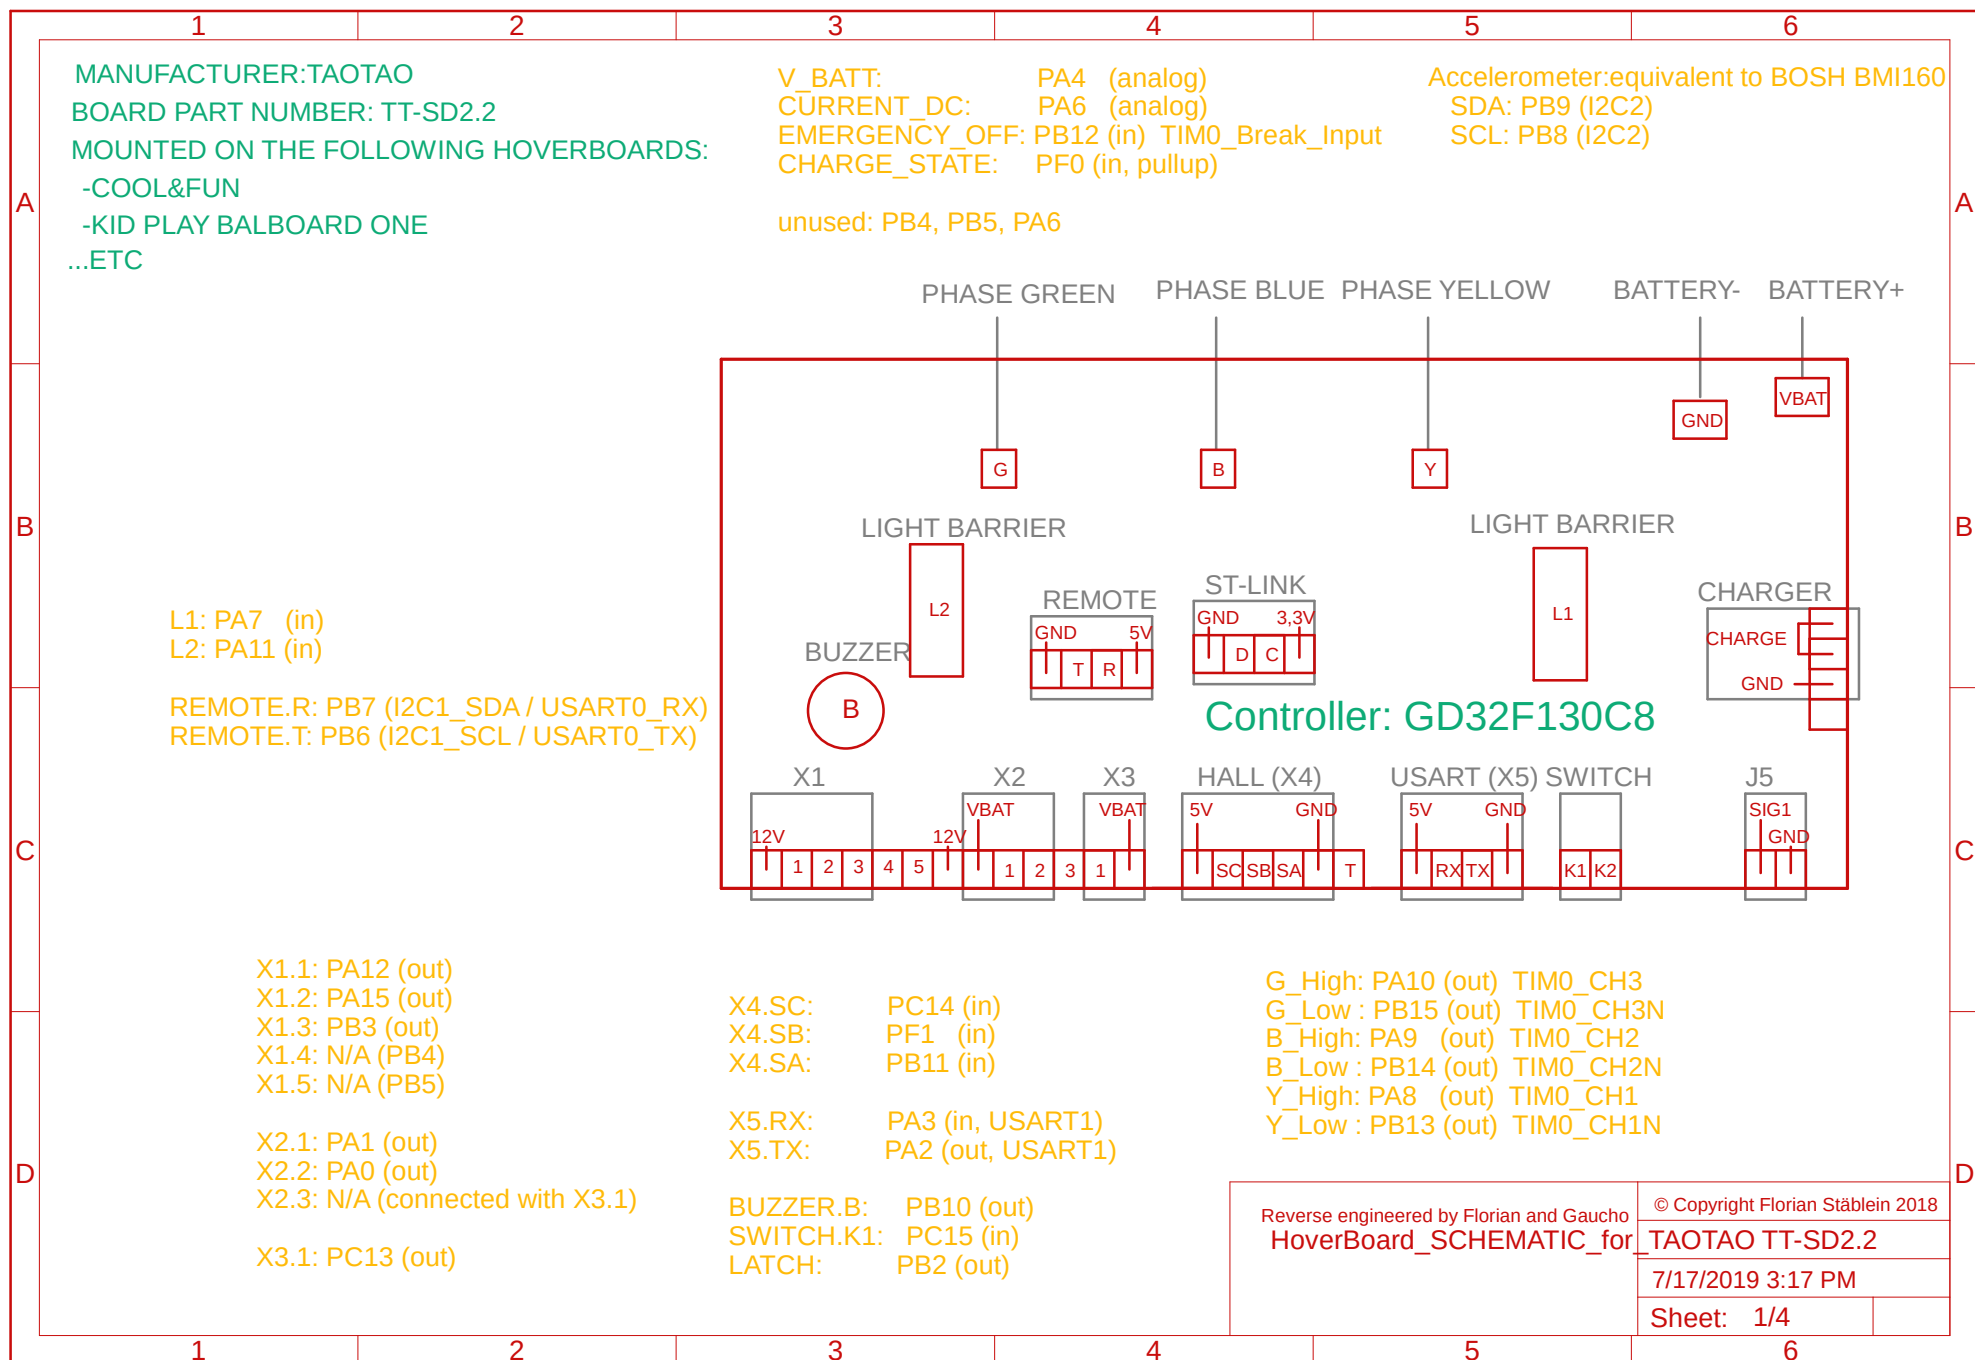 1 2 3 4 5 6
MANUFACTURER:TAOTAO
BOARD PART NUMBER: TT-SD2.2
MOUNTED ON THE FOLLOWING HOVERBOARDS:
-COOL&FUN
-KID PLAY BALBOARD ONE
...ETC
V_BATT: PA4 (analog)
CURRENT_DC: PA6 (analog)
EMERGENCY_OFF: PB12 (in) TIM0_Break_Input
CHARGE_STATE: PF0 (in, pullup)
unused: PB4, PB5, PA6
Accelerometer:equivalent to BOSH BMI160
SDA: PB9 (I2C2)
SCL: PB8 (I2C2)
A A
PHASE GREEN PHASE BLUE PHASE YELLOW BATTERY- BATTERY+
VBAT
GND
G B Y
B B
LIGHT BARRIER LIGHT BARRIER
L2 L1
REMOTE
GND 5V
T R
ST-LINK
GND 3,3V
D C
CHARGER
CHARGE
GND
BUZZER
B
L1: PA7 (in)
L2: PA11 (in)
REMOTE.R: PB7 (I2C1_SDA / USART0_RX)
REMOTE.T: PB6 (I2C1_SCL / USART0_TX)
Controller: GD32F130C8
X1 X2 X3 HALL (X4) USART (X5) SWITCH J5
12V 12V VBAT VBAT 5V GND 5V GND SIG1 GND
1 2 3 4 5 1 2 3 1 SC SB SA T RX TX K1 K2
C C
X1.1: PA12 (out)
X1.2: PA15 (out)
X1.3: PB3 (out)
X1.4: N/A (PB4)
X1.5: N/A (PB5)
X2.1: PA1 (out)
X2.2: PA0 (out)
X2.3: N/A (connected with X3.1)
X3.1: PC13 (out)
X4.SC: PC14 (in)
X4.SB: PF1 (in)
X4.SA: PB11 (in)
X5.RX: PA3 (in, USART1)
X5.TX: PA2 (out, USART1)
BUZZER.B: PB10 (out)
SWITCH.K1: PC15 (in)
LATCH: PB2 (out)
G_High: PA10 (out) TIM0_CH3
G_Low : PB15 (out) TIM0_CH3N
B_High: PA9 (out) TIM0_CH2
B_Low : PB14 (out) TIM0_CH2N
Y_High: PA8 (out) TIM0_CH1
Y_Low : PB13 (out) TIM0_CH1N
D D
Reverse engineered by Florian and Gaucho
© Copyright Florian Stäblein 2018
HoverBoard_SCHEMATIC_for_TAOTAO TT-SD2.2
7/17/2019 3:17 PM
Sheet: 1/4
1 2 3 4 5 6